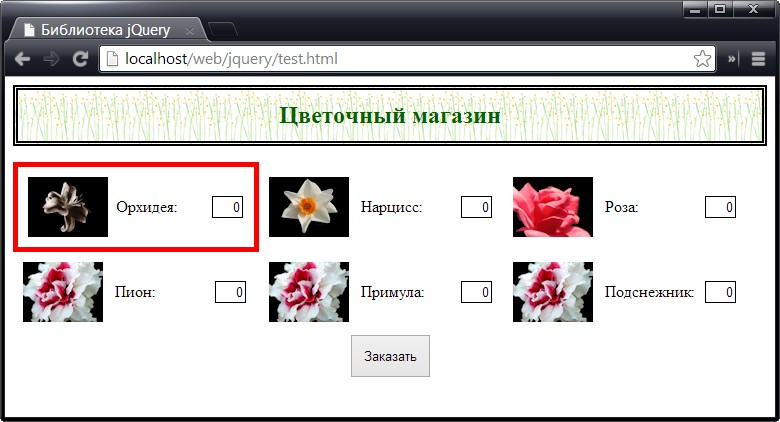 Библиотека jQuery
localhost/web/jquery/test.html
Цветочный магазин
Орхидея: 0 Нарцисс: 0 Роза: 0
Пион: 0 Примула: 0 Подснежник: 0
Заказать